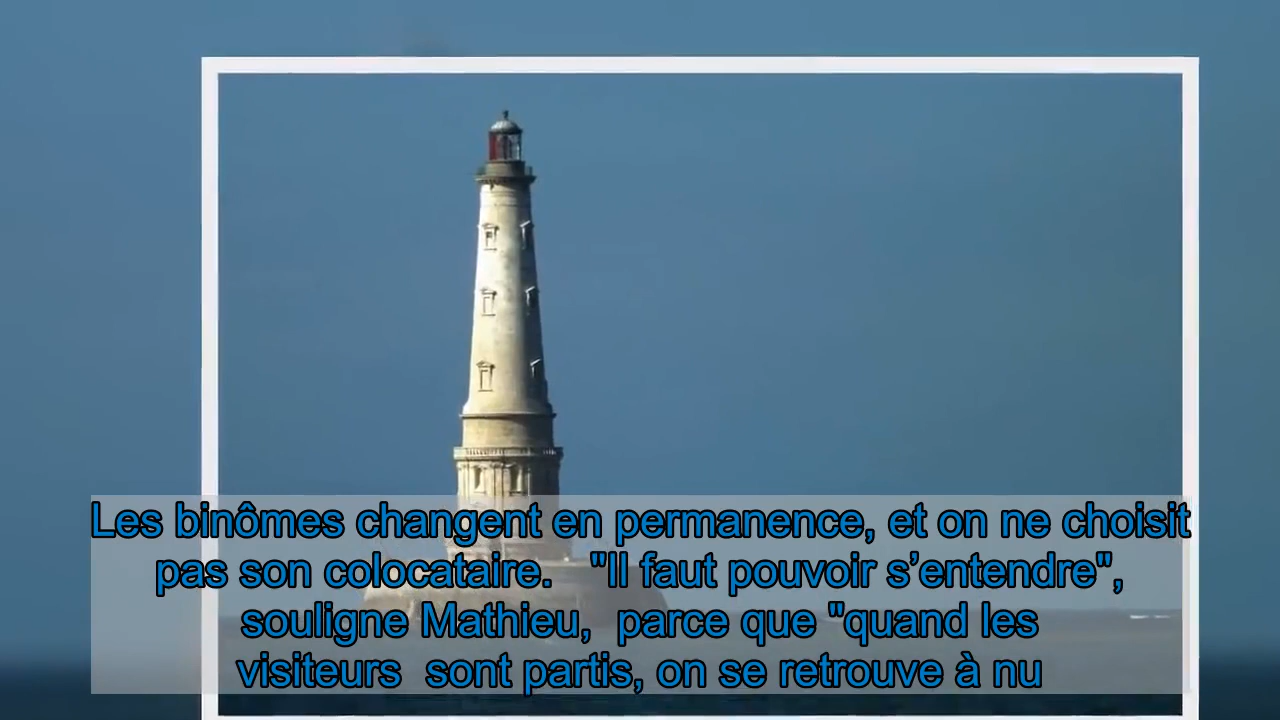 Les binômes changent en permanence, et on ne choisit
pas son colocataire.   "Il faut pouvoir s’entendre",
souligne Mathieu,  parce que "quand les
visiteurs  sont partis, on se retrouve à nu